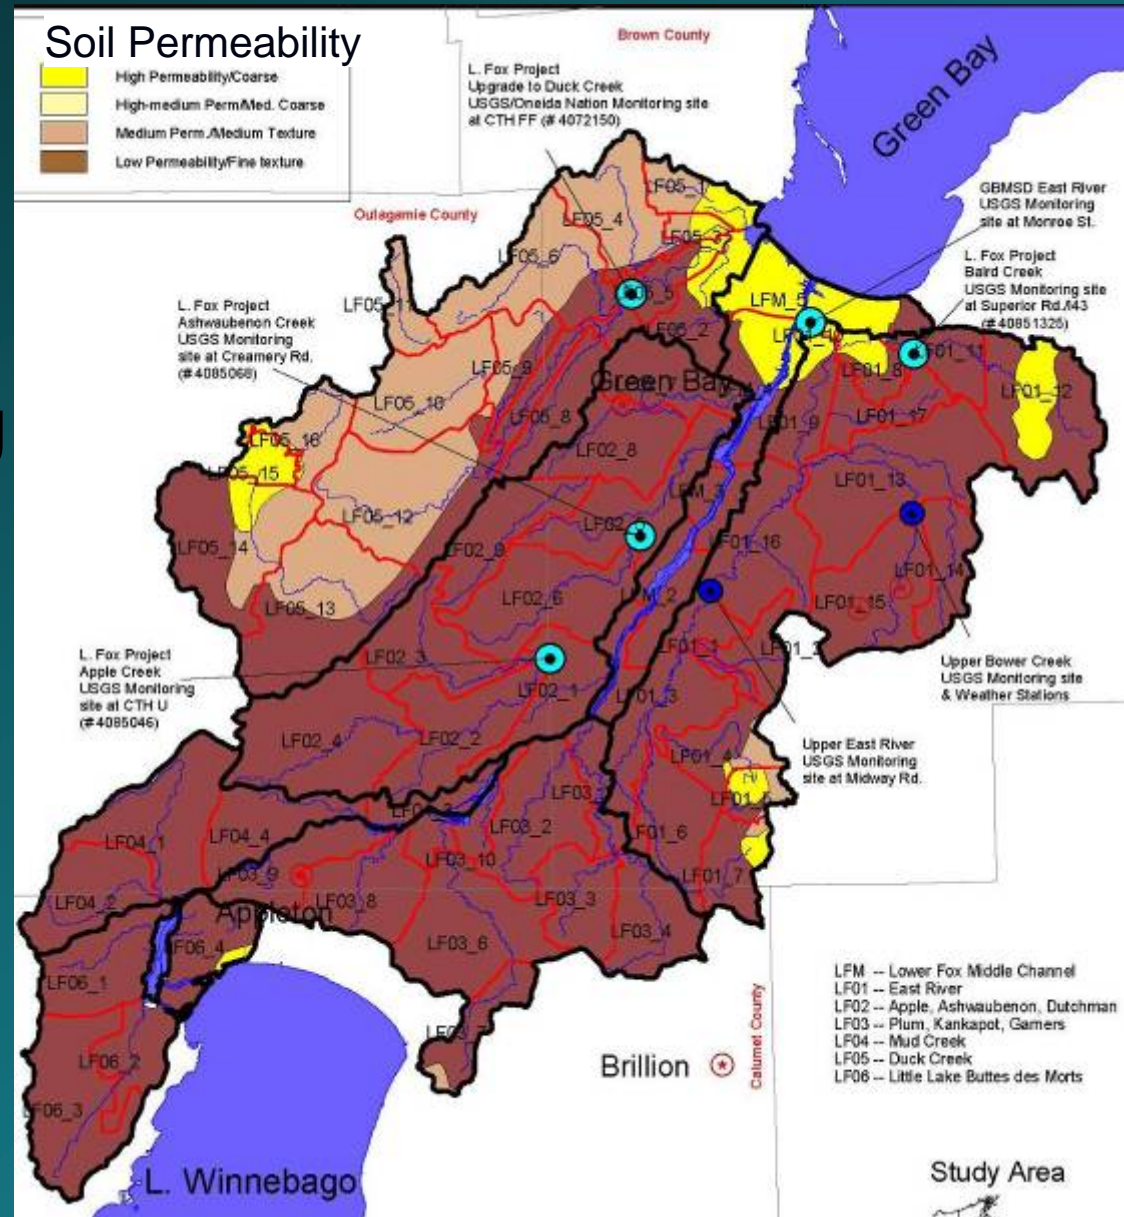 Soil Permeability
High Permeability/Coarse
High-medium Perm/Med. Coarse
Medium Perm./Medium Texture
Low Permeability/Fine texture
Brown County
L. Fox Project
Upgrade to Duck Creek
USGS/Oneida Nation Monitoring site
at CTH FF (#4072150)
Green Bay
GBMSD East River
USGS Monitoring
site at Monroe St.
L. Fox Project
Baird Creek
USGS Monitoring site
at Superior Rd./I43
(#40851325)
Outagamie County
L. Fox Project
Ashwaubenon Creek
USGS Monitoring
site at Creamery Rd.
(#4085068)
LF05_1
LF05_4
LF05_6
LFM_5
LF05_2
LF01_8
LF01_11
LF01_12
LF05_9
Green Bay
LF05_10
LF05_8
LF01_9
LF01_17
LF05_16
LF05_15
LF02_8
LF01_13
LFM_3
LF05_12
LF05_14
LF02_9
LF01_16
LF01_14
LF05_13
LF02_6
LFM_2
LF01_15
L. Fox Project
Apple Creek
USGS Monitoring
site at CTH U
(#4085046)
LF02_3
LF01_1
LF02_1
LF01_3
Upper Bower Creek
USGS Monitoring site
& Weather Stations
LF02_4
LF02_2
LF01_4
Upper East River
USGS Monitoring
site at Midway Rd.
LF04_1
LF04_4
LF03_2
LF01_6
LF03_10
LF03_9
LF01_7
LF04_2
Appleton
LF03_8
LF03_3
LF03_4
LF03_6
LF06_4
LF06_1
LFM -- Lower Fox Middle Channel
LF01 -- East River
LF02 -- Apple, Ashwaubenon, Dutchman
LF03 -- Plum, Kankapot, Garners
LF04 -- Mud Creek
LF05 -- Duck Creek
LF06 -- Little Lake Buttes des Morts
LF06_2
Brillion
Calumet County
LF06_3
L. Winnebago
Study Area